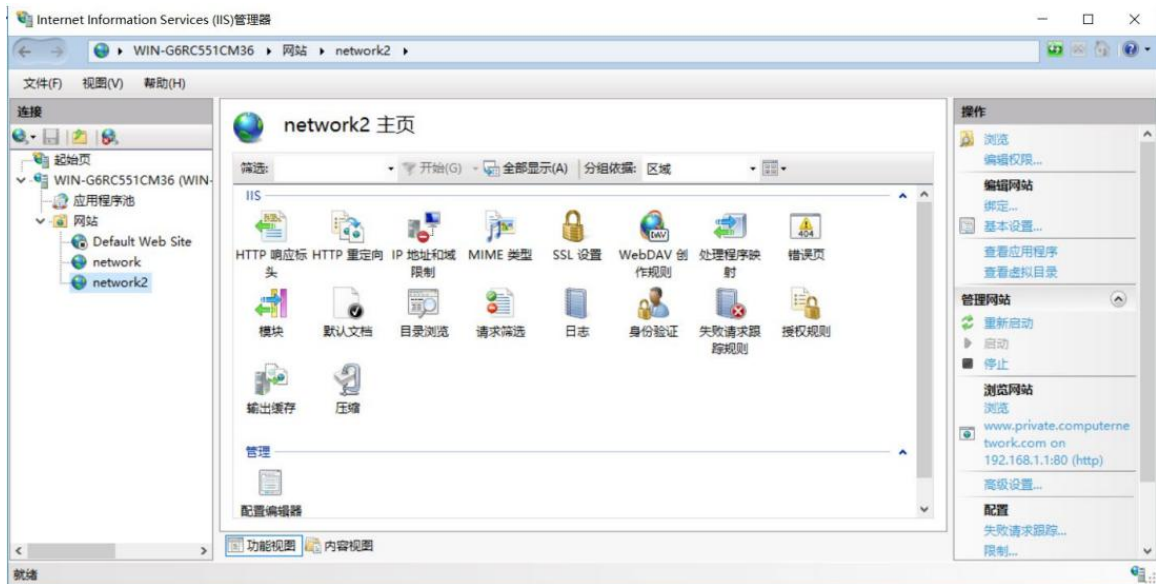 Internet Information Services (IIS)管理器
WIN-G6RC551CM36 网站 network2
文件(F) 视图(V) 帮助(H)
连接
起始页
WIN-G6RC551CM36 (WIN-
应用程序池
网站
Default Web Site
network
network2
network2 主页
筛选: 开始(G) 全部显示(A) 分组依据: 区域
IIS
HTTP 响应标头
HTTP 重定向
IP 地址和域限制
MIME 类型
SSL 设置
WebDAV 创作规则
处理程序映射
错误页
模块
默认文档
目录浏览
请求筛选
日志
身份验证
失败请求跟踪规则
授权规则
输出缓存
压缩
管理
配置编辑器
功能视图 内容视图
操作
浏览
编辑权限...
编辑网站
绑定...
基本设置...
查看应用程序
查看虚拟目录
管理网站
重新启动
启动
停止
浏览网站
浏览
www.private.computerne
twork.com on
192.168.1.1:80 (http)
高级设置...
配置
失败请求跟踪...
限制...
就绪